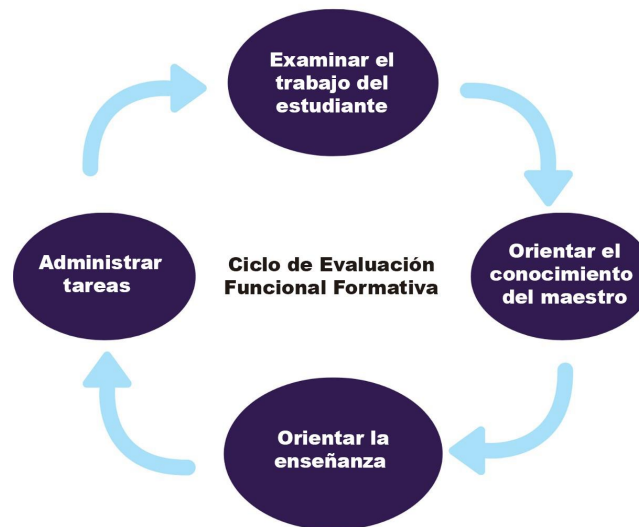 Examinar el
trabajo del
estudiante
Orientar el
conocimiento
del maestro
Orientar la
enseñanza
Administrar
tareas
Ciclo de Evaluación
Funcional Formativa